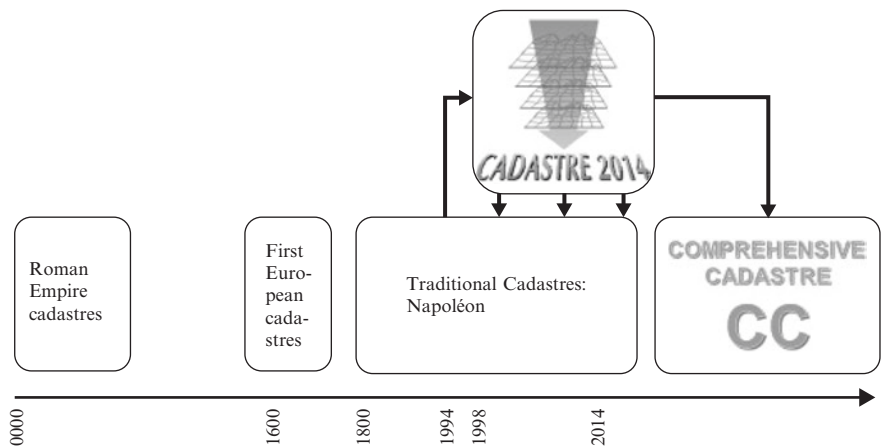 CADASTRE 2014
Roman
Empire
cadastres
First
Euro-
pean
cada-
stres
Traditional Cadastres:
Napoléon
COMPREHENSIVE
CADASTRE
CC
0000
1600
1800
1994
1998
2014